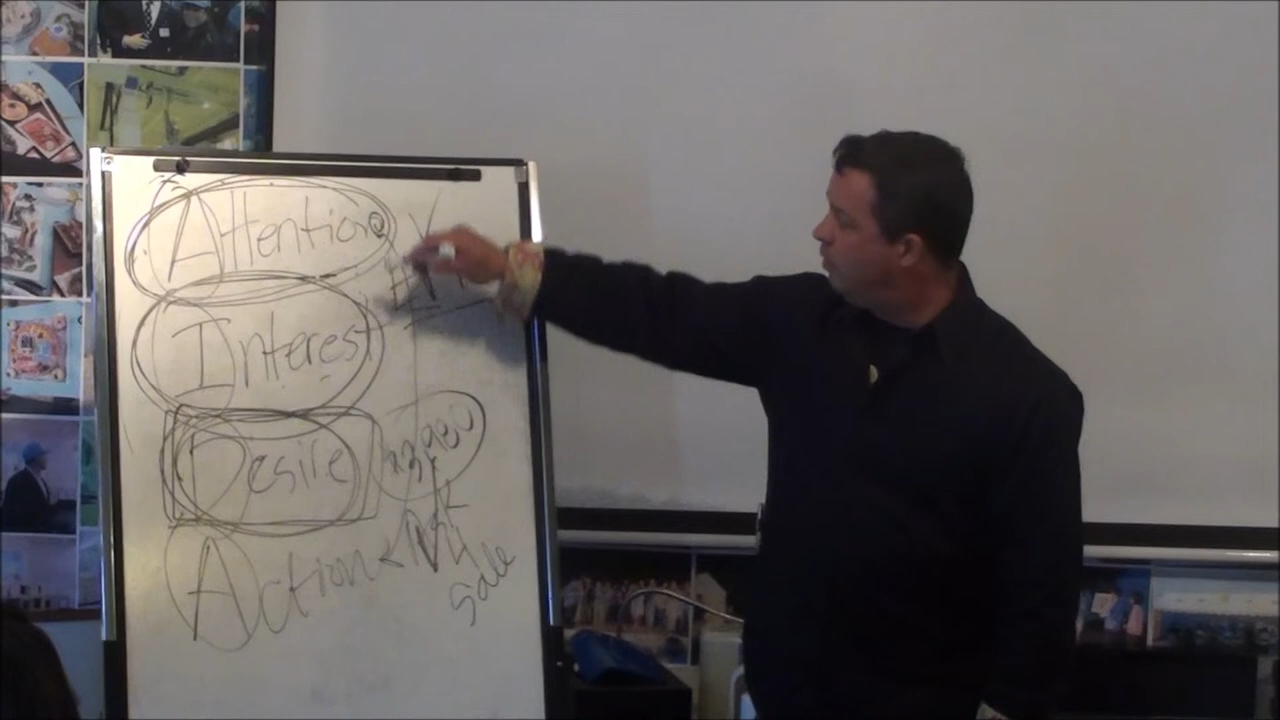 Attention
Interest
Desire
Action
Sale